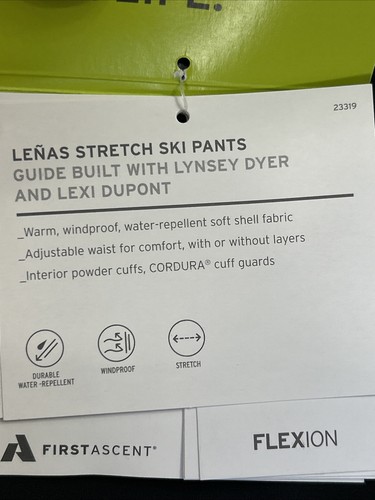 LIFE.
23319
LEÑAS STRETCH SKI PANTS
GUIDE BUILT WITH LYNSEY DYER
AND LEXI DUPONT
_Warm, windproof, water-repellent soft shell fabric
_Adjustable waist for comfort, with or without layers
_Interior powder cuffs, CORDURA® cuff guards
DURABLE
WATER-REPELLENT
WINDPROOF
STRETCH
FIRSTASCENT®
FLEXION